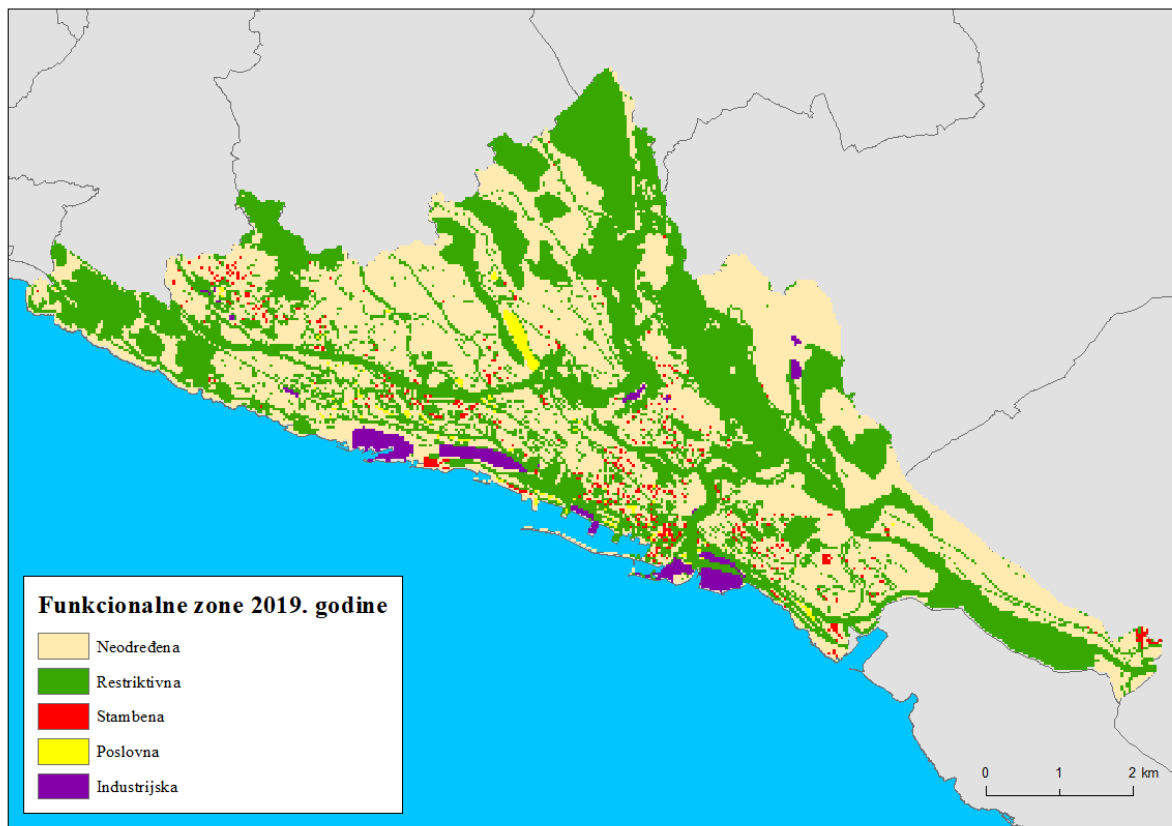 Funkcionalne zone 2019. godine
Neodređena
Restriktivna
Stambena
Poslovna
Industrijska
0 1 2 km